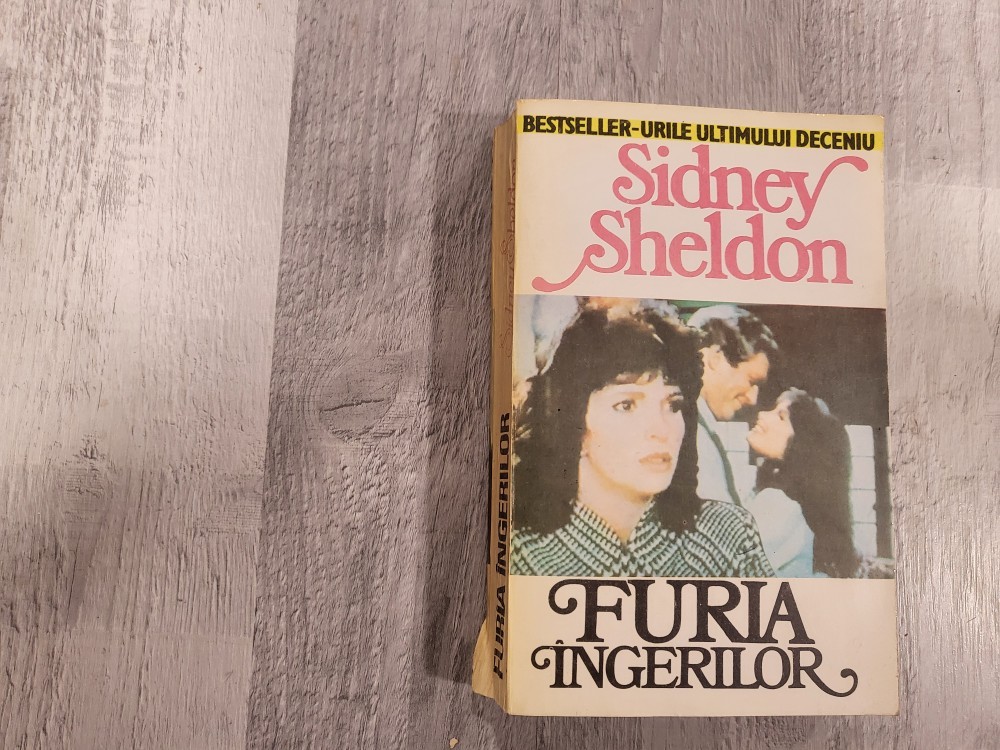 BESTSELLER-URILE ULTIMULUI DECENIU
Sidney
Sheldon
FURIA
ÎNGERILOR
FURIA ÎNGERILOR